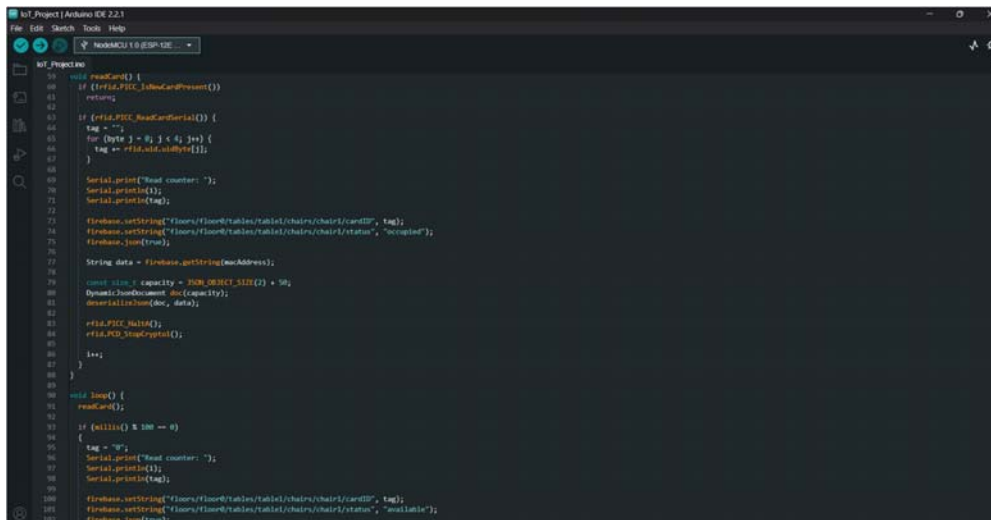 IoT_Project | Arduino IDE 2.2.1
File Edit Sketch Tools Help
NodeMCU 1.0 (ESP-12E ...
IoT_Project.ino
59 void readCard() {
60 if (!rfid.PICC_IsNewCardPresent())
61 return;
62
63 if (rfid.PICC_ReadCardSerial()) {
64 tag = "";
65 for (byte j = 0; j < 4; j++) {
66 tag += rfid.uid.uidByte[j];
67 }
68
69 Serial.print("Read counter: ");
70 Serial.println(i);
71 Serial.println(tag);
72
73 firebase.setString("floors/floor0/tables/table1/chairs/chair1/cardID", tag);
74 firebase.setString("floors/floor0/tables/table1/chairs/chair1/status", "occupied");
75 firebase.json(true);
76
77 String data = firebase.getString(macAddress);
78
79 const size_t capacity = JSON_OBJECT_SIZE(2) + 50;
80 DynamicJsonDocument doc(capacity);
81 deserializeJson(doc, data);
82
83 rfid.PICC_HaltA();
84 rfid.PCD_StopCrypto1();
85
86 i++;
87 }
88 }
89
90 void loop() {
91 readCard();
92
93 if (millis() % 100 == 0)
94 {
95 tag = "0";
96 Serial.print("Read counter: ");
97 Serial.println(i);
98 Serial.println(tag);
99
100 firebase.setString("floors/floor0/tables/table1/chairs/chair1/cardID", tag);
101 firebase.setString("floors/floor0/tables/table1/chairs/chair1/status", "available");
102 firebase.json(true);